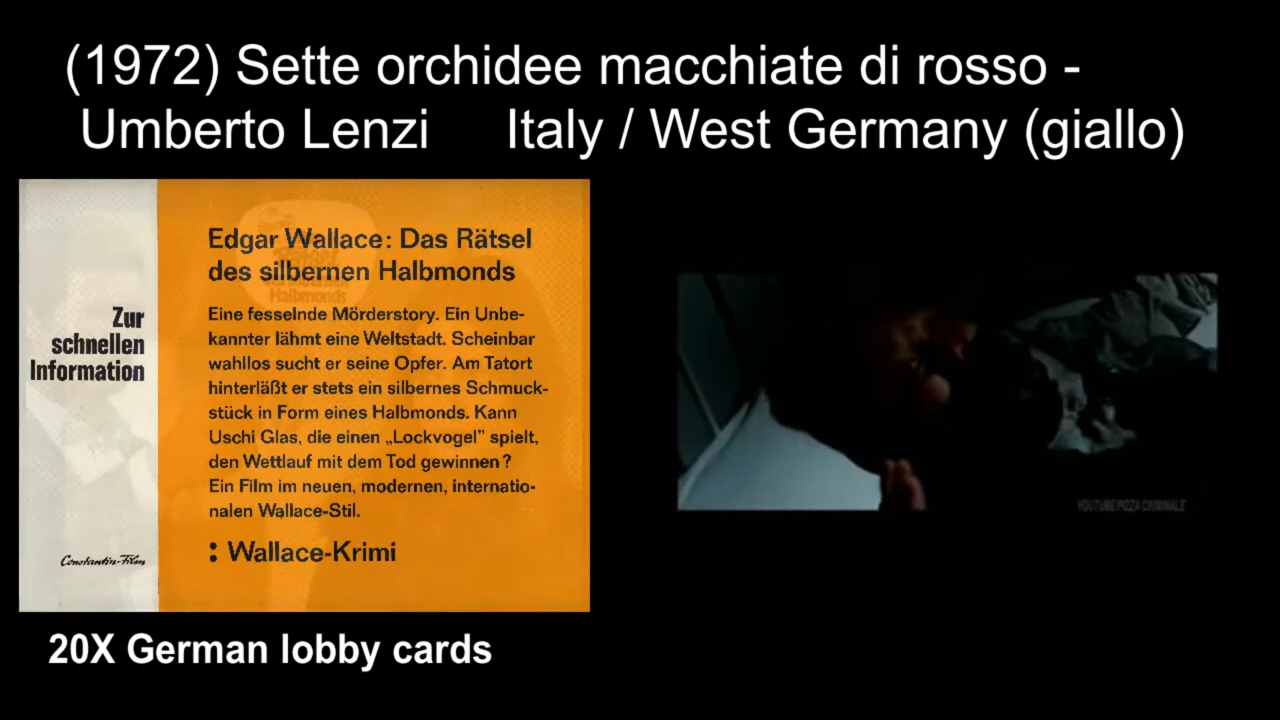 (1972) Sette orchidee macchiate di rosso -
Umberto Lenzi Italy / West Germany (giallo)
Zur
schnellen
Information
Constantin-Film
Edgar Wallace: Das Rätsel
des silbernen Halbmonds
Halbmonds
Eine fesselnde Mörderstory. Ein Unbe-
kannter lähmt eine Weltstadt. Scheinbar
wahllos sucht er seine Opfer. Am Tatort
hinterläßt er stets ein silbernes Schmuck-
stück in Form eines Halbmonds. Kann
Uschi Glas, die einen „Lockvogel” spielt,
den Wettlauf mit dem Tod gewinnen?
Ein Film im neuen, modernen, internatio-
nalen Wallace-Stil.
: Wallace-Krimi
YOUTUBE PIZZA CRIMINALE
20X German lobby cards